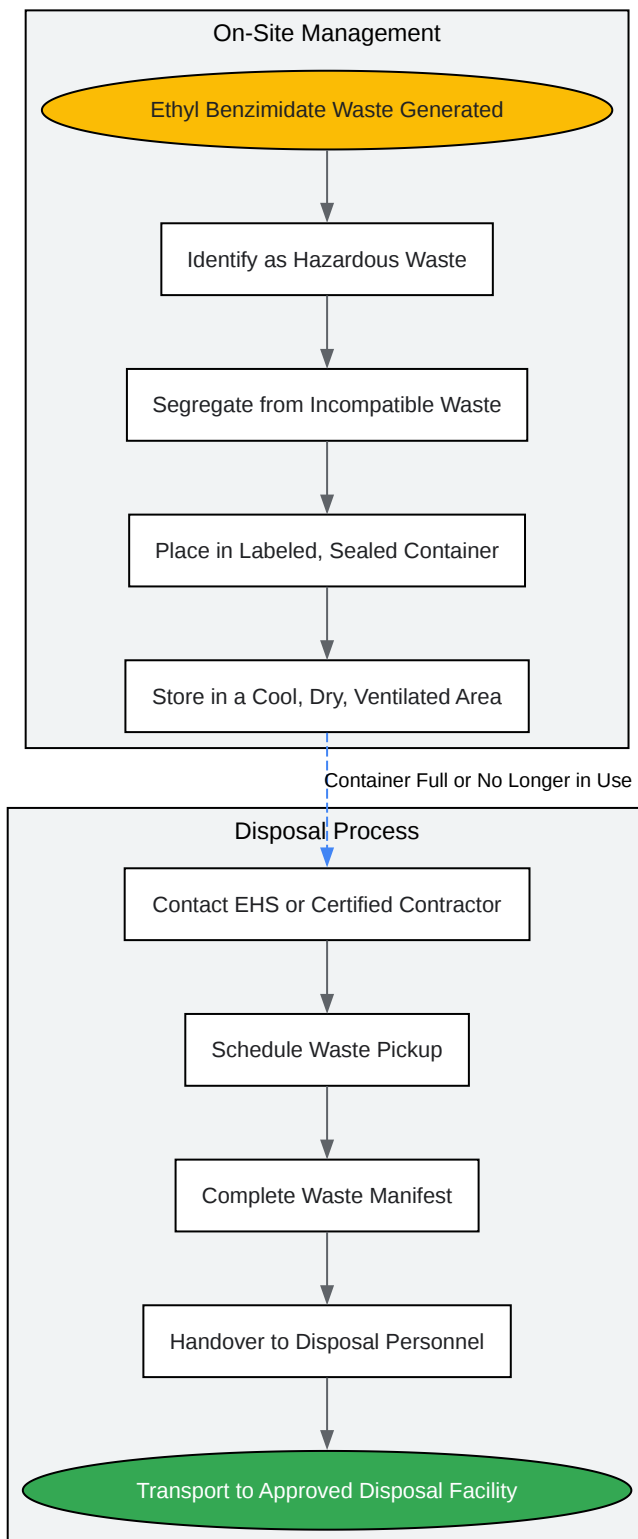 On-Site Management
Ethyl Benzimidate Waste Generated
Identify as Hazardous Waste
Segregate from Incompatible Waste
Place in Labeled, Sealed Container
Store in a Cool, Dry, Ventilated Area
Container Full or No Longer in Use
Disposal Process
Contact EHS or Certified Contractor
Schedule Waste Pickup
Complete Waste Manifest
Handover to Disposal Personnel
Transport to Approved Disposal Facility